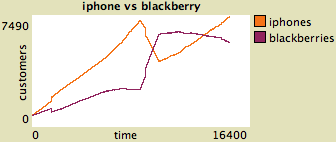 iphone vs blackberry
7490
customers
0
0 time 16400
iphones
blackberries